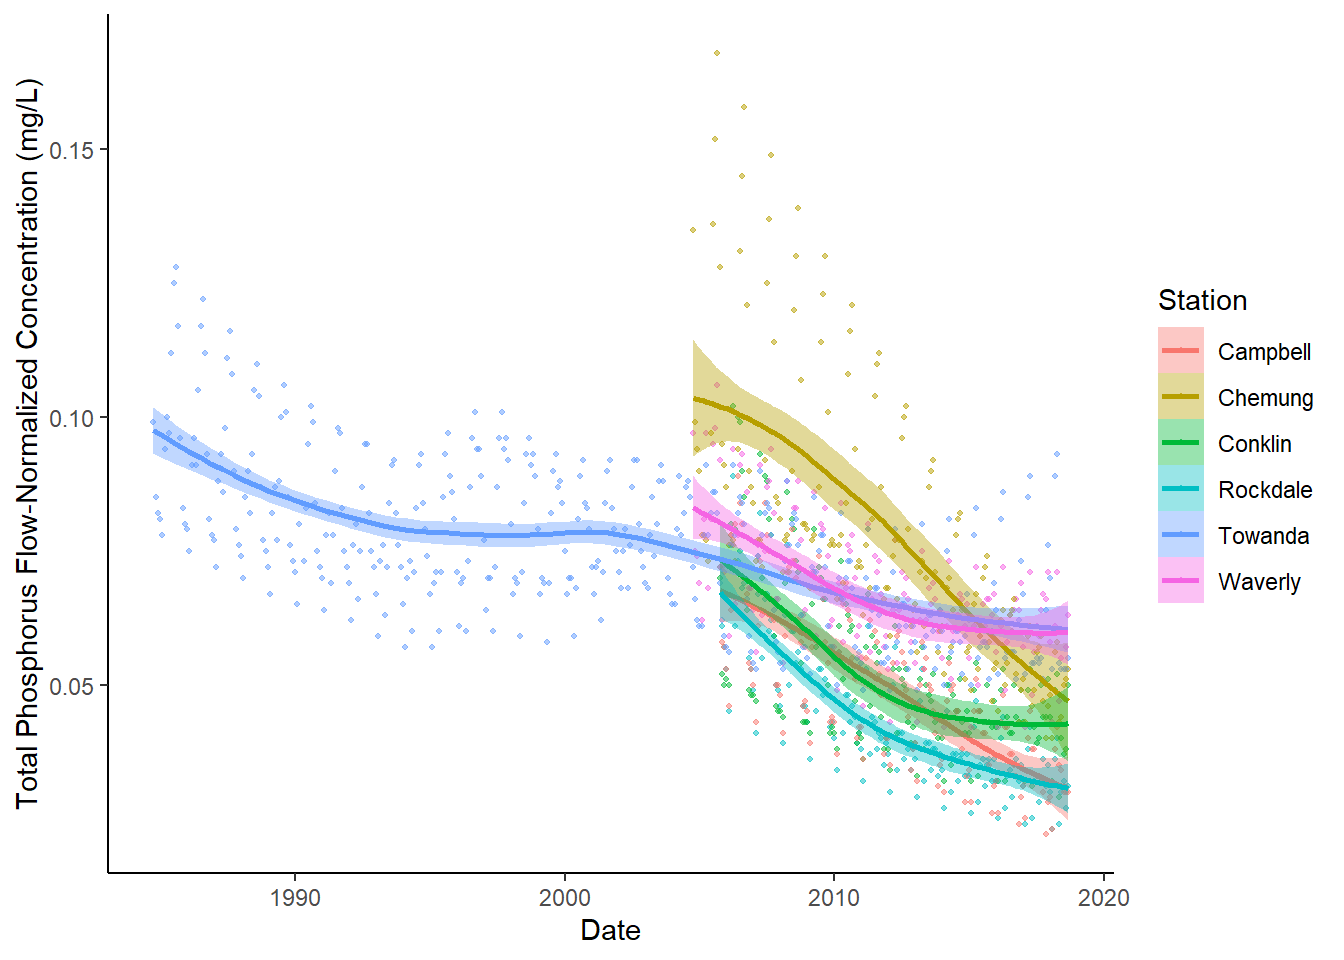 Total Phosphorus Flow-Normalized Concentration (mg/L)
0.15
0.10
0.05
1990
2000
2010
2020
Date
Station
Campbell
Chemung
Conklin
Rockdale
Towanda
Waverly